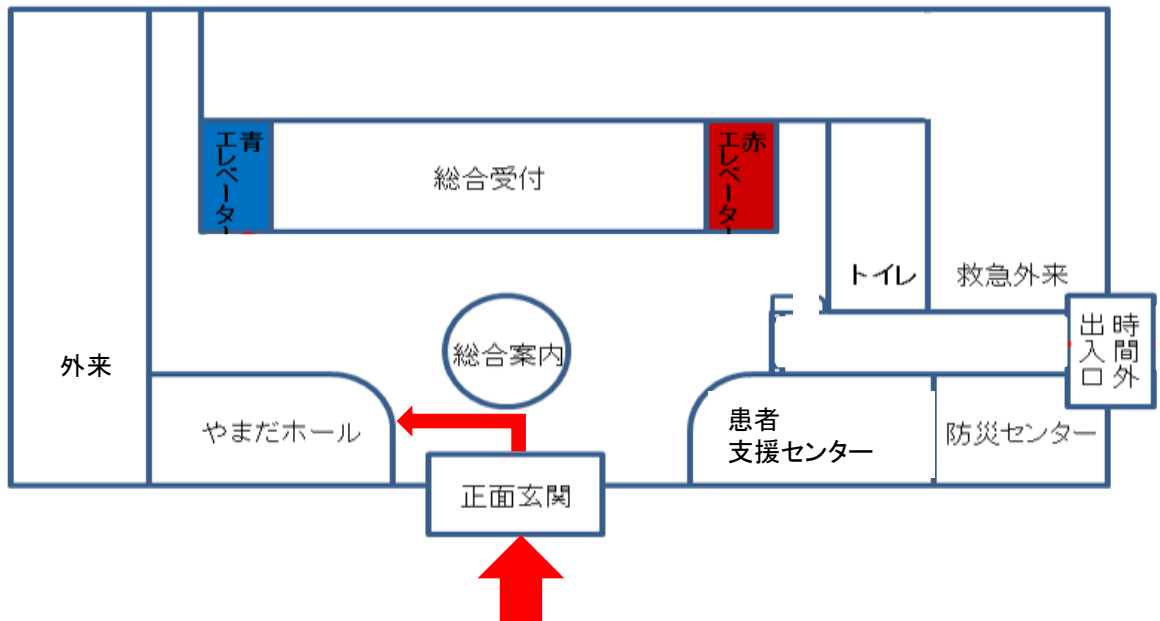 青
エレベーター
総合受付
赤
エレベーター
トイレ
救急外来
時間外
出入口
総合案内
外来
やまだホール
患者
支援センター
防災センター
正面玄関